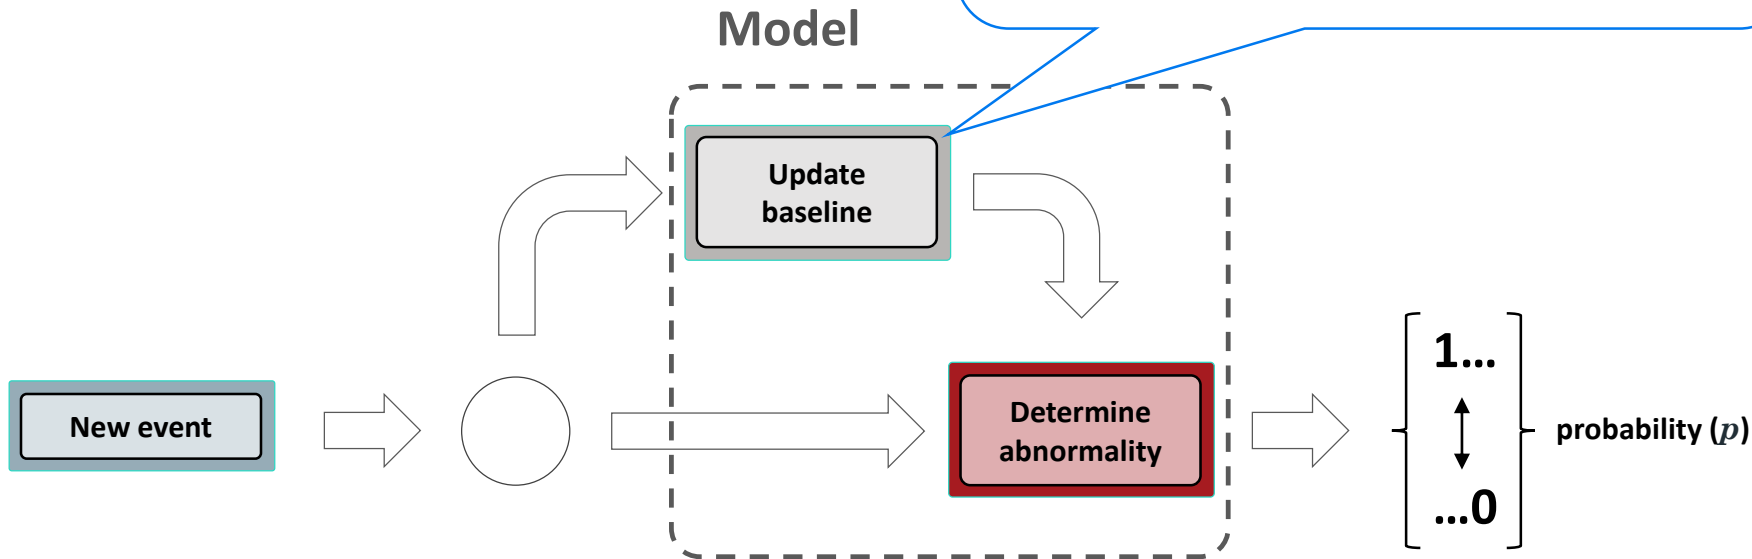 Model
Update
baseline
New event
Determine
abnormality
1...
...0
probability (p)